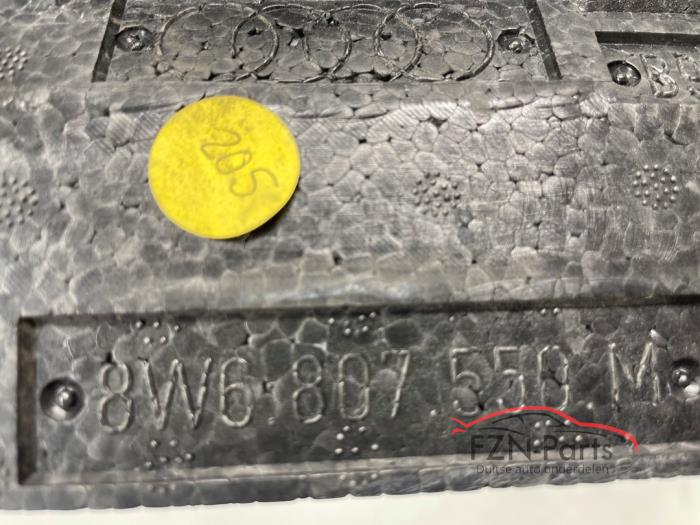 205
8W6.807.550.M
FZN-Parts
Duitse auto onderdelen